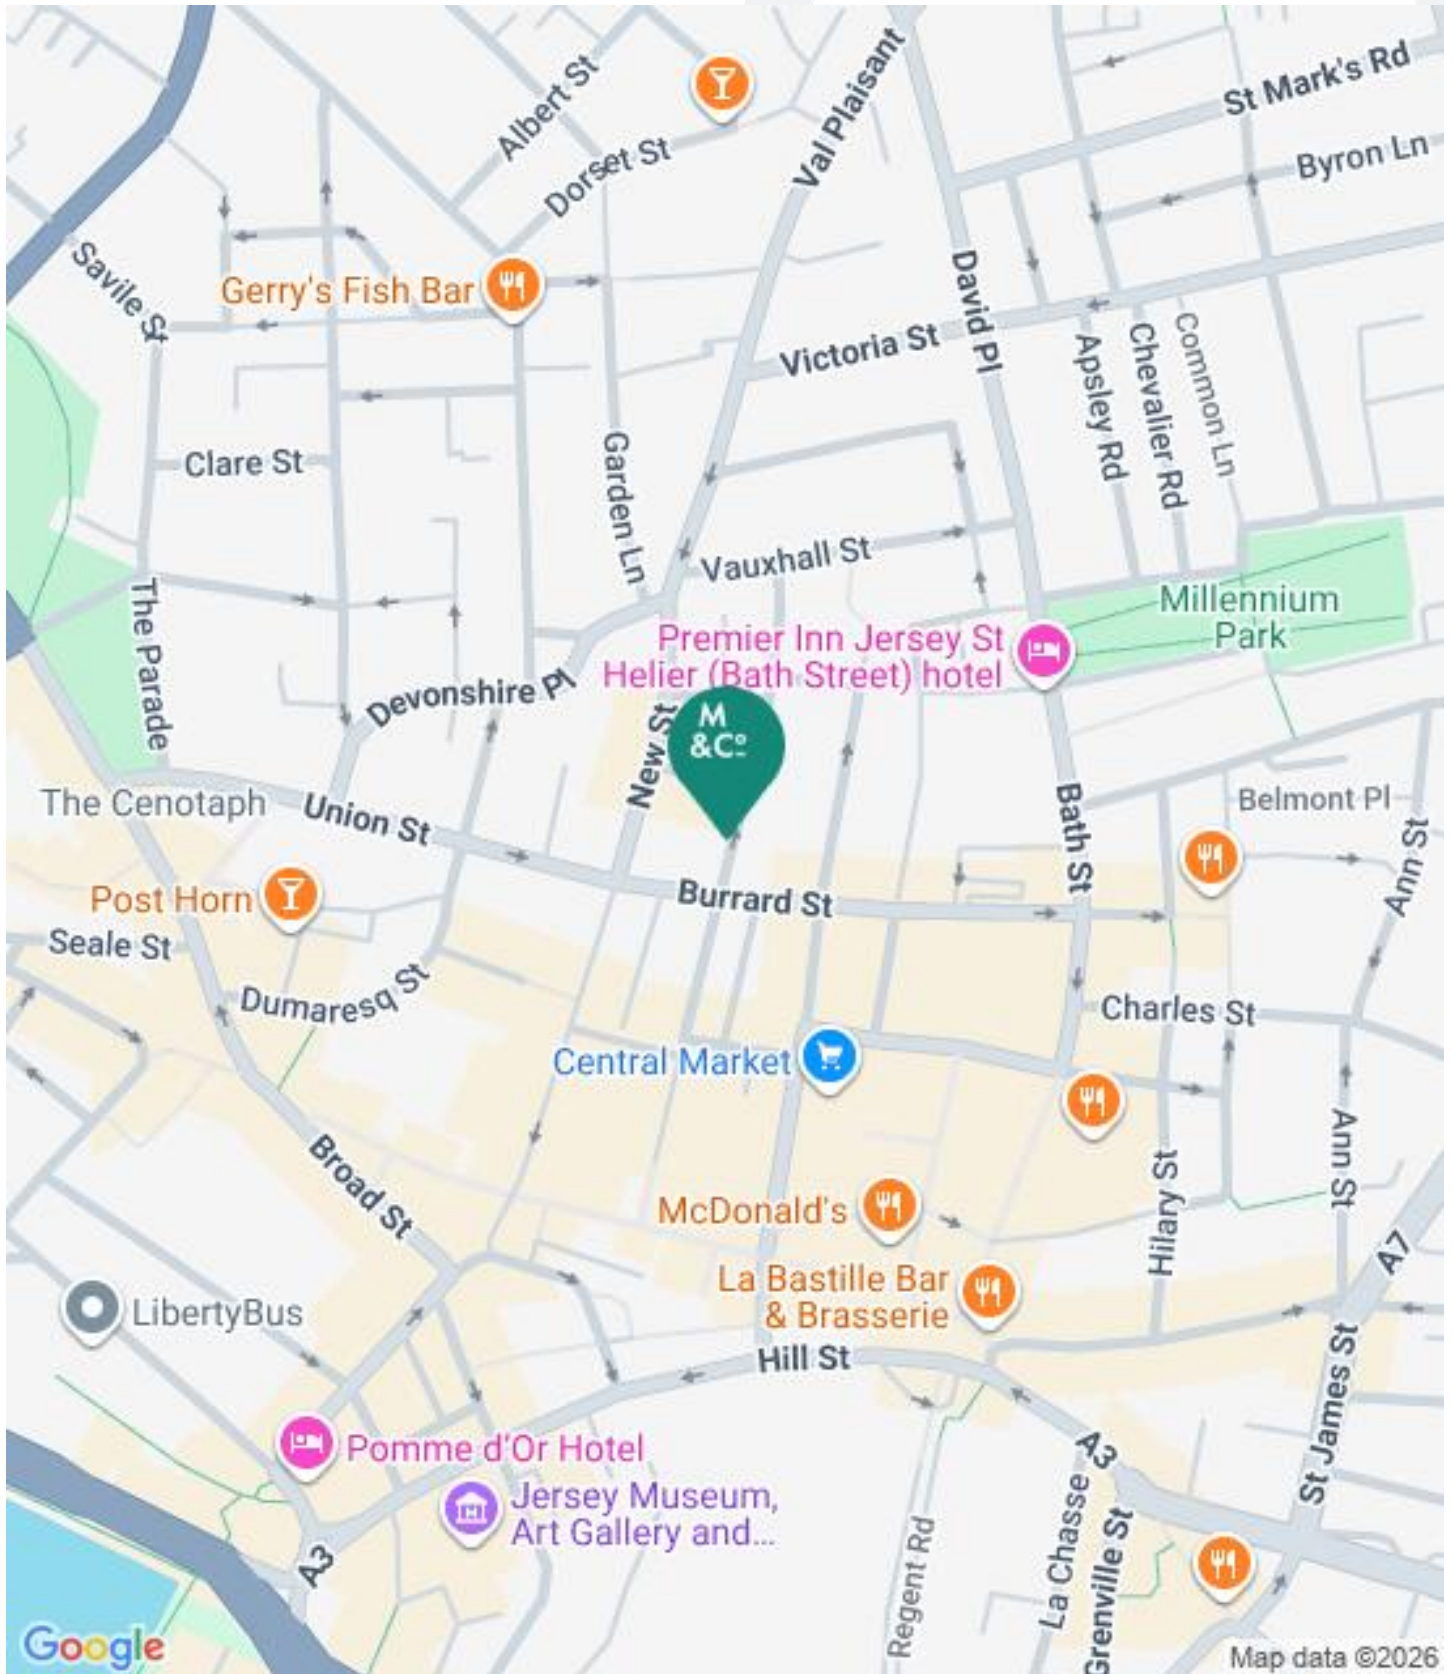 Albert St
Dorset St
Val Plaisant
St Mark's Rd
Byron Ln
Savile St
Gerry's Fish Bar
David Pl
Victoria St
Apsley Rd
Chevalier Rd
Common Ln
Clare St
Garden Ln
Vauxhall St
The Parade
Millennium
Park
Premier Inn Jersey St
Helier (Bath Street) hotel
Devonshire Pl
M
&Cº
New St
The Cenotaph
Union St
Bath St
Belmont Pl
Ann St
Post Horn
Burrard St
Seale St
Dumaresq St
Charles St
Central Market
Broad St
Ann St
Hilary St
McDonald's
A7
La Bastille Bar
& Brasserie
LibertyBus
Hill St
St James St
Pomme d'Or Hotel
A3
Jersey Museum,
Art Gallery and...
La Chasse
Grenville St
Regent Rd
A3
Google
Map data ©2026